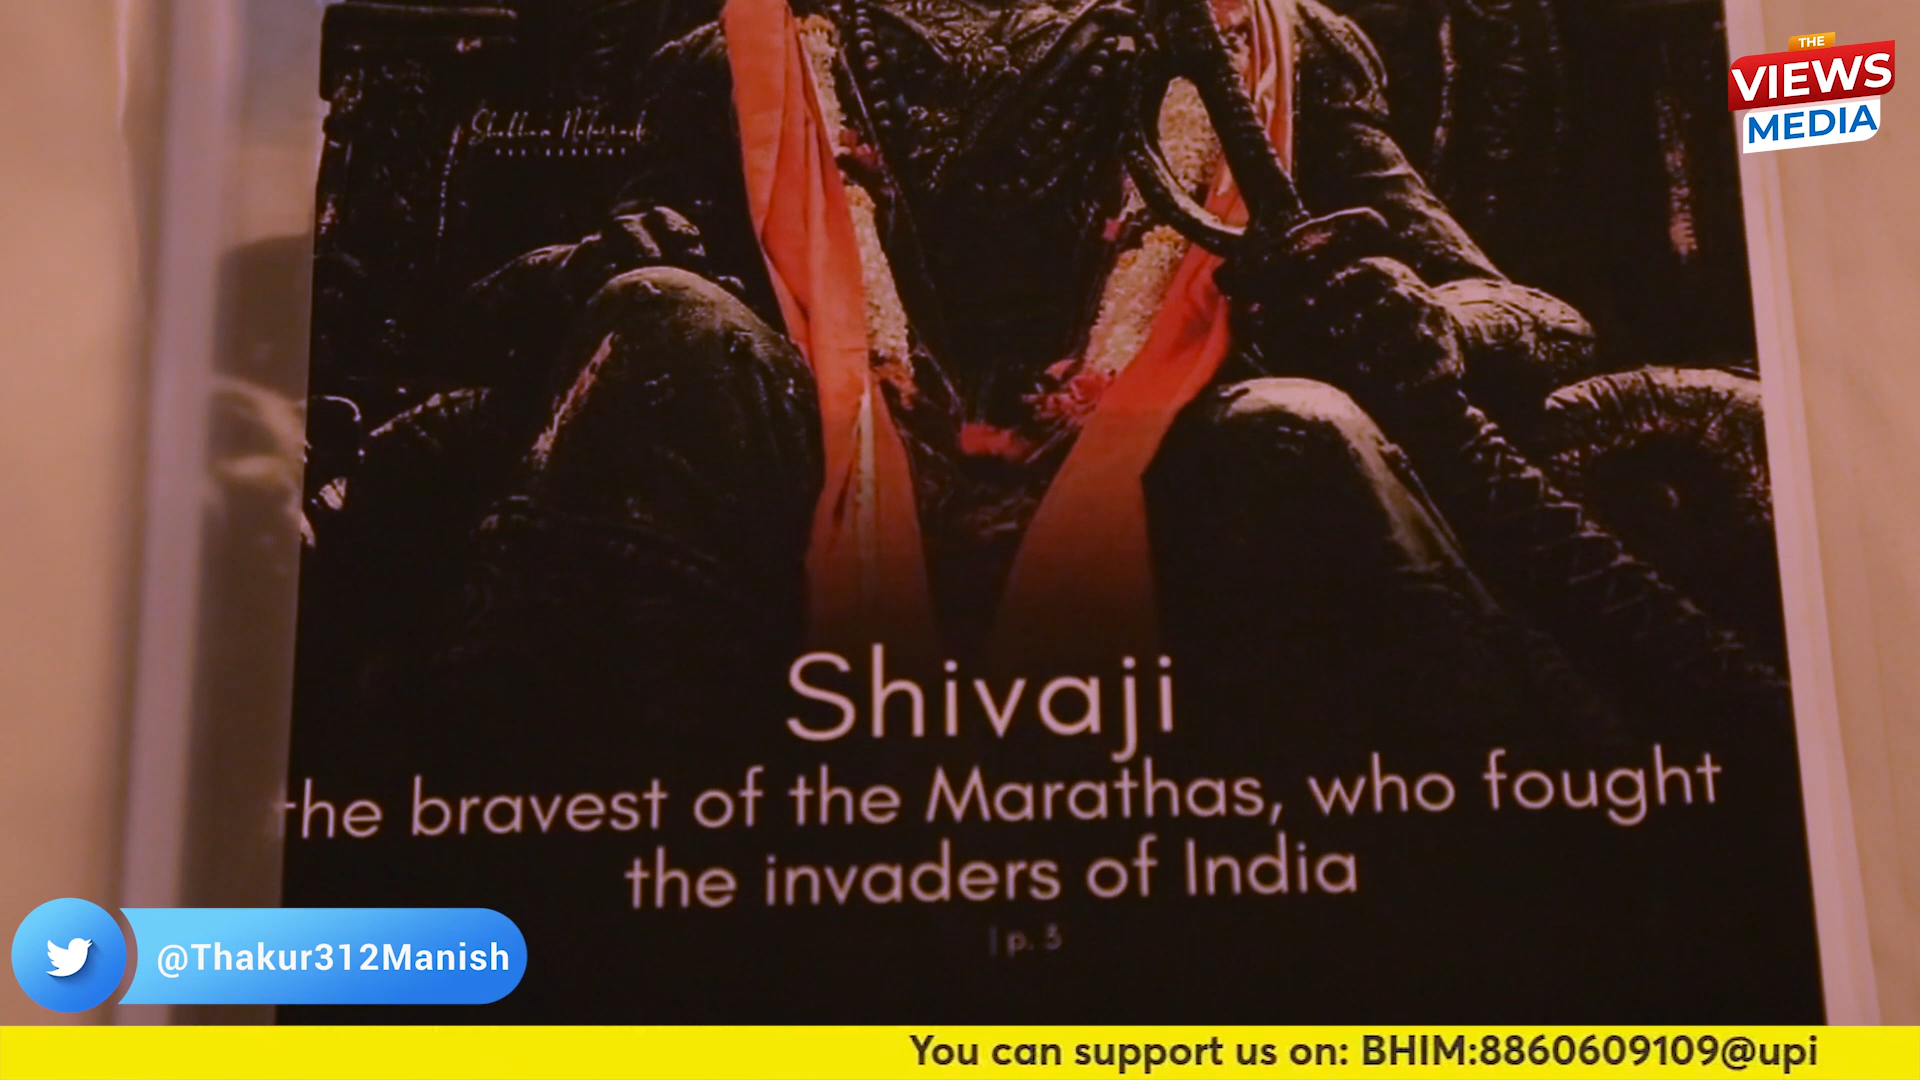 THE
VIEWS
MEDIA
Shivaji
the bravest of the Marathas, who fought
the invaders of India
| p. 3
@Thakur312Manish
You can support us on: BHIM:8860609109@upi